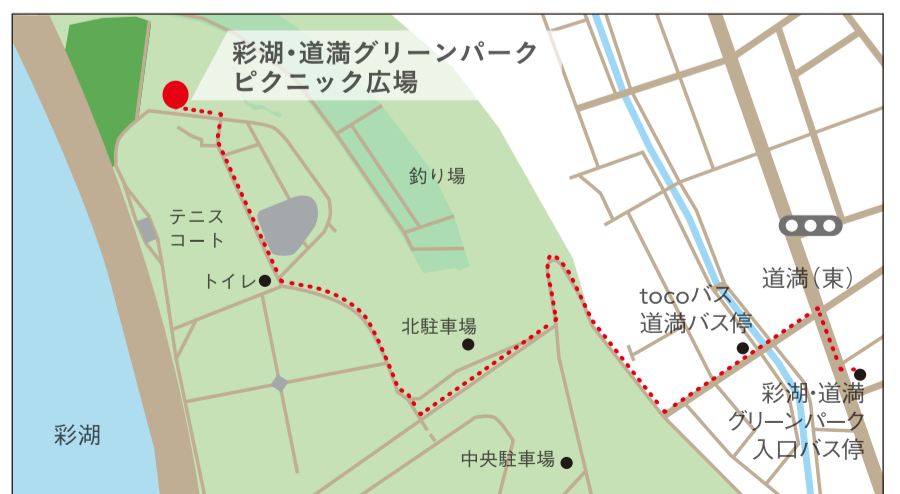 彩湖・道満グリーンパーク
ピクニック広場
釣り場
テニス
コート
トイレ
道満（東）
tocoバス
道満バス停
北駐車場
彩湖・道満
グリーンパーク
入口バス停
彩湖
中央駐車場